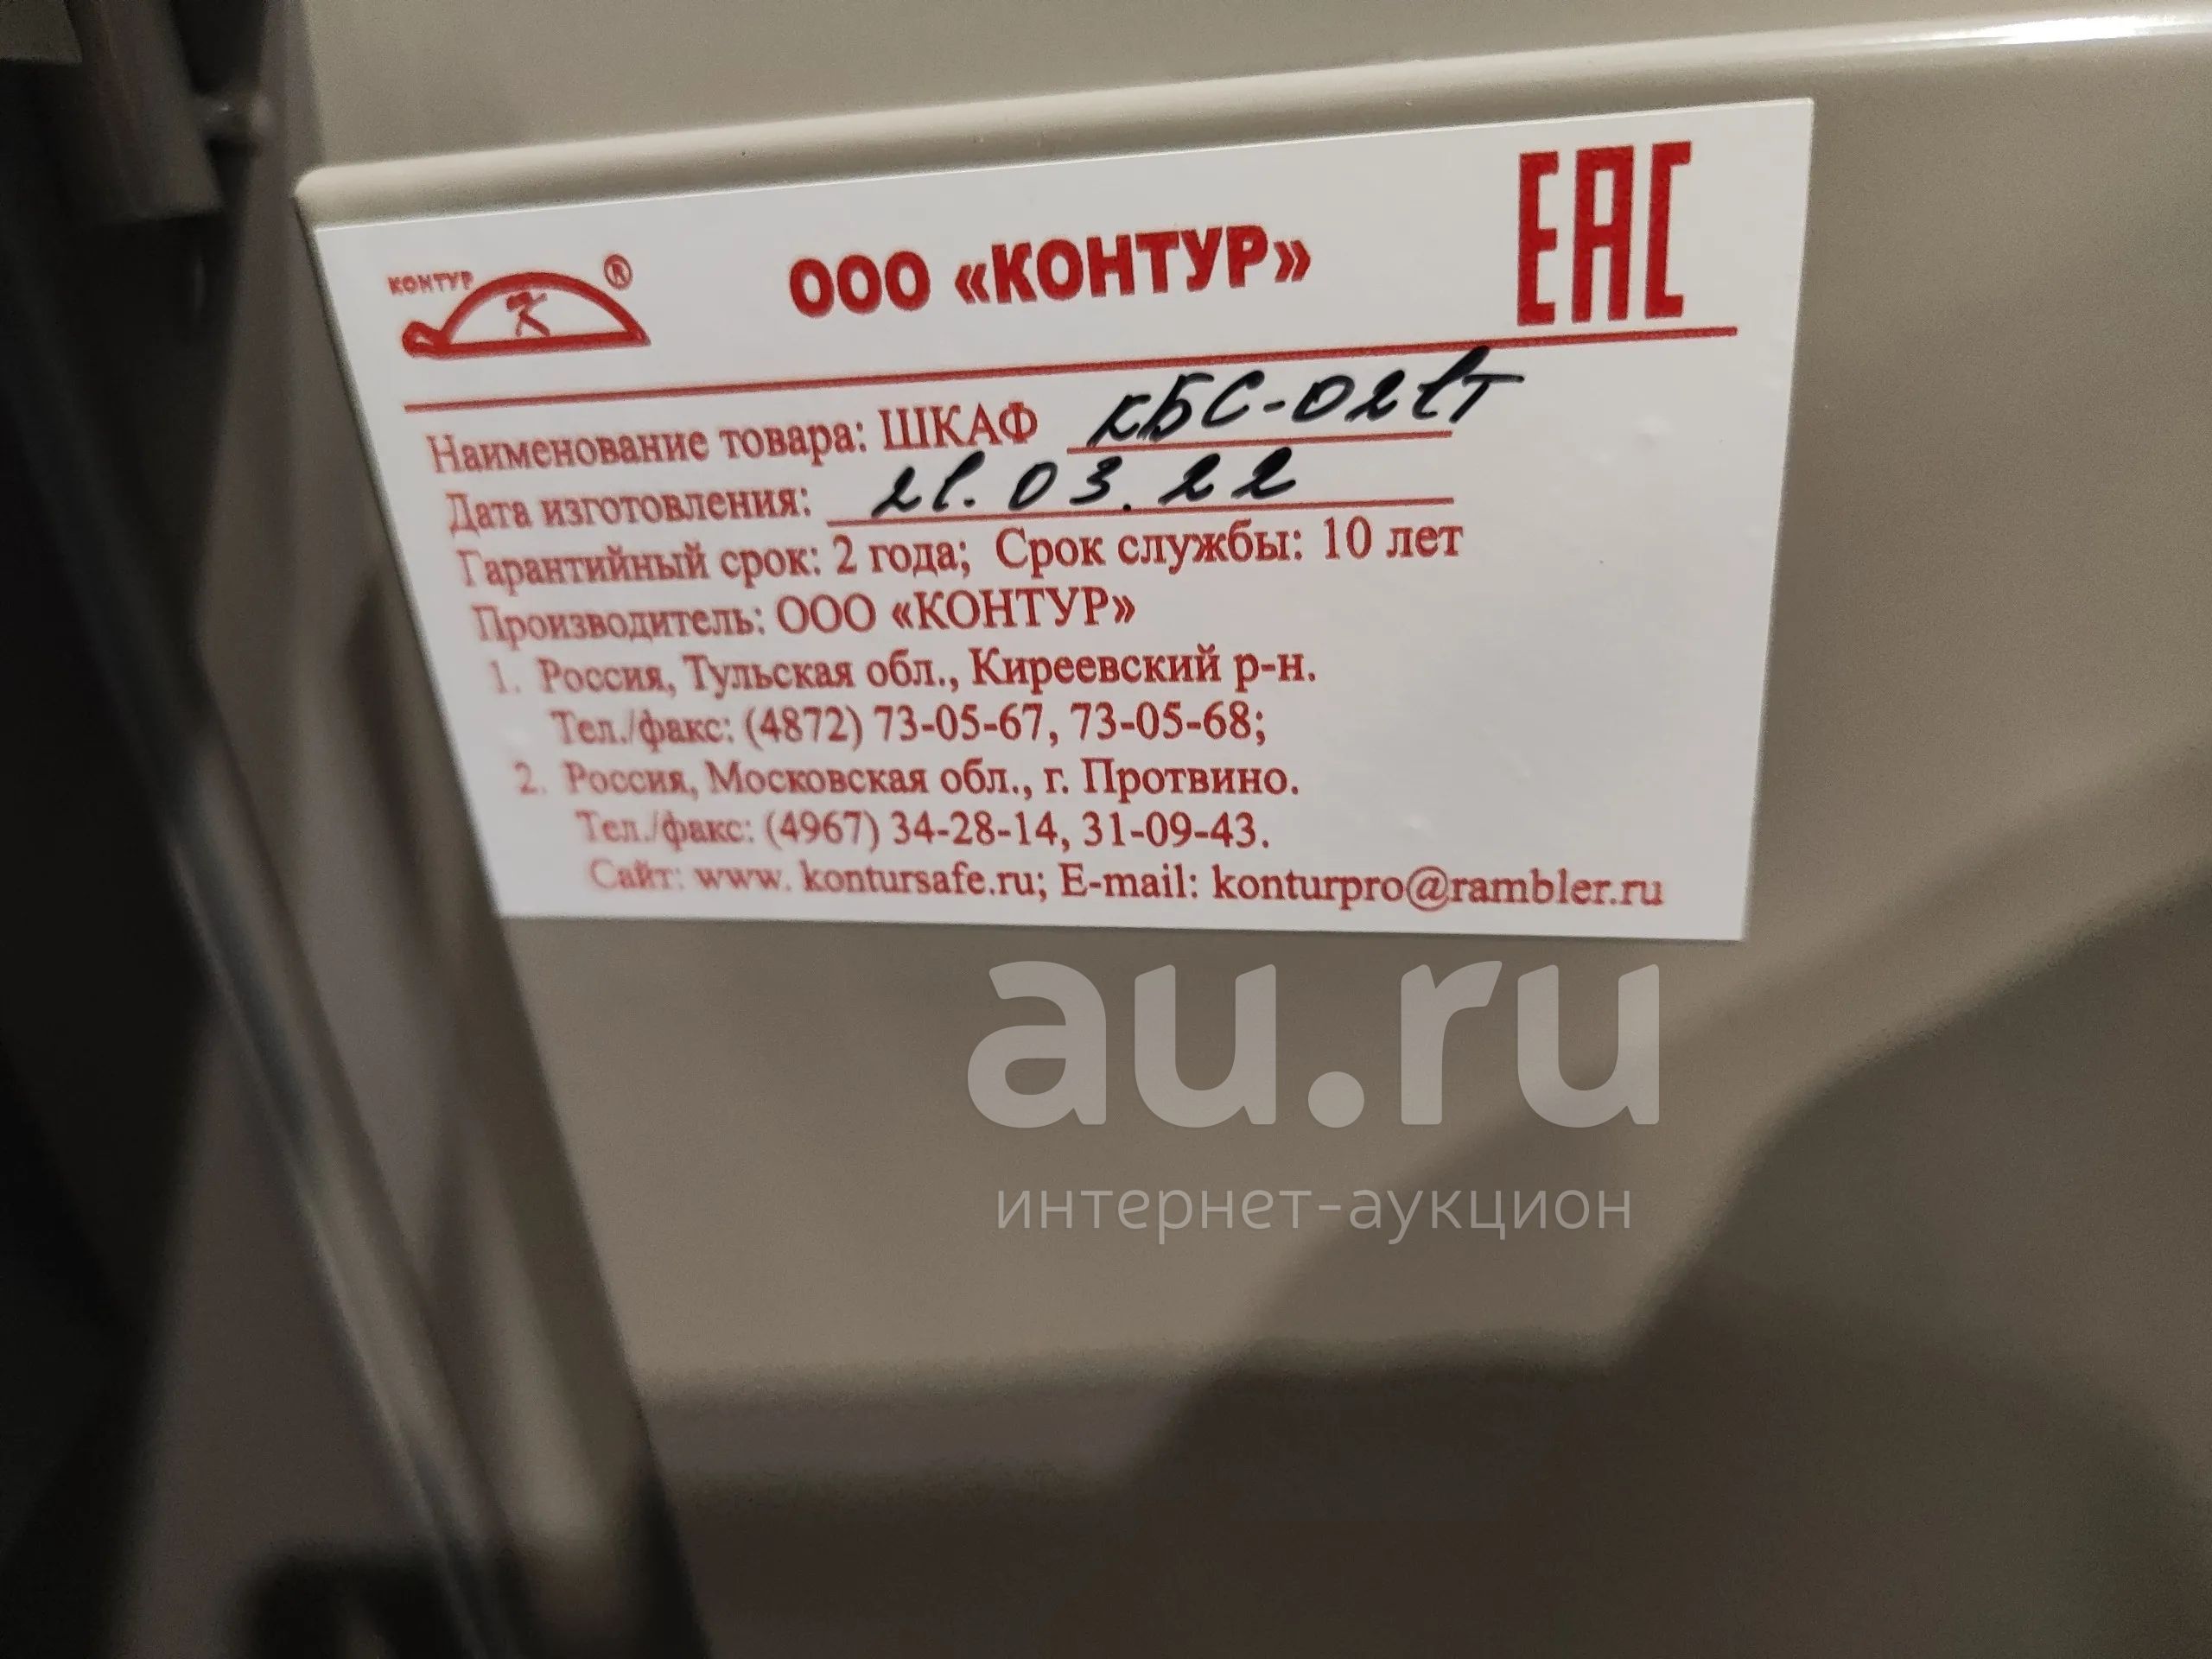 КОНТУР ®
ООО «КОНТУР»
ЕАС
Наименование товара: ШКАФ КБС-021Т
Дата изготовления: 21.03.22
Гарантийный срок: 2 года; Срок службы: 10 лет
Производитель: ООО «КОНТУР»
1. Россия, Тульская обл., Киреевский р-н.
Тел./факс: (4872) 73-05-67, 73-05-68;
2. Россия, Московская обл., г. Протвино.
Тел./факс: (4967) 34-28-14, 31-09-43.
Сайт: www. kontursafe.ru; E-mail: konturpro@rambler.ru
au.ru
интернет-аукцион